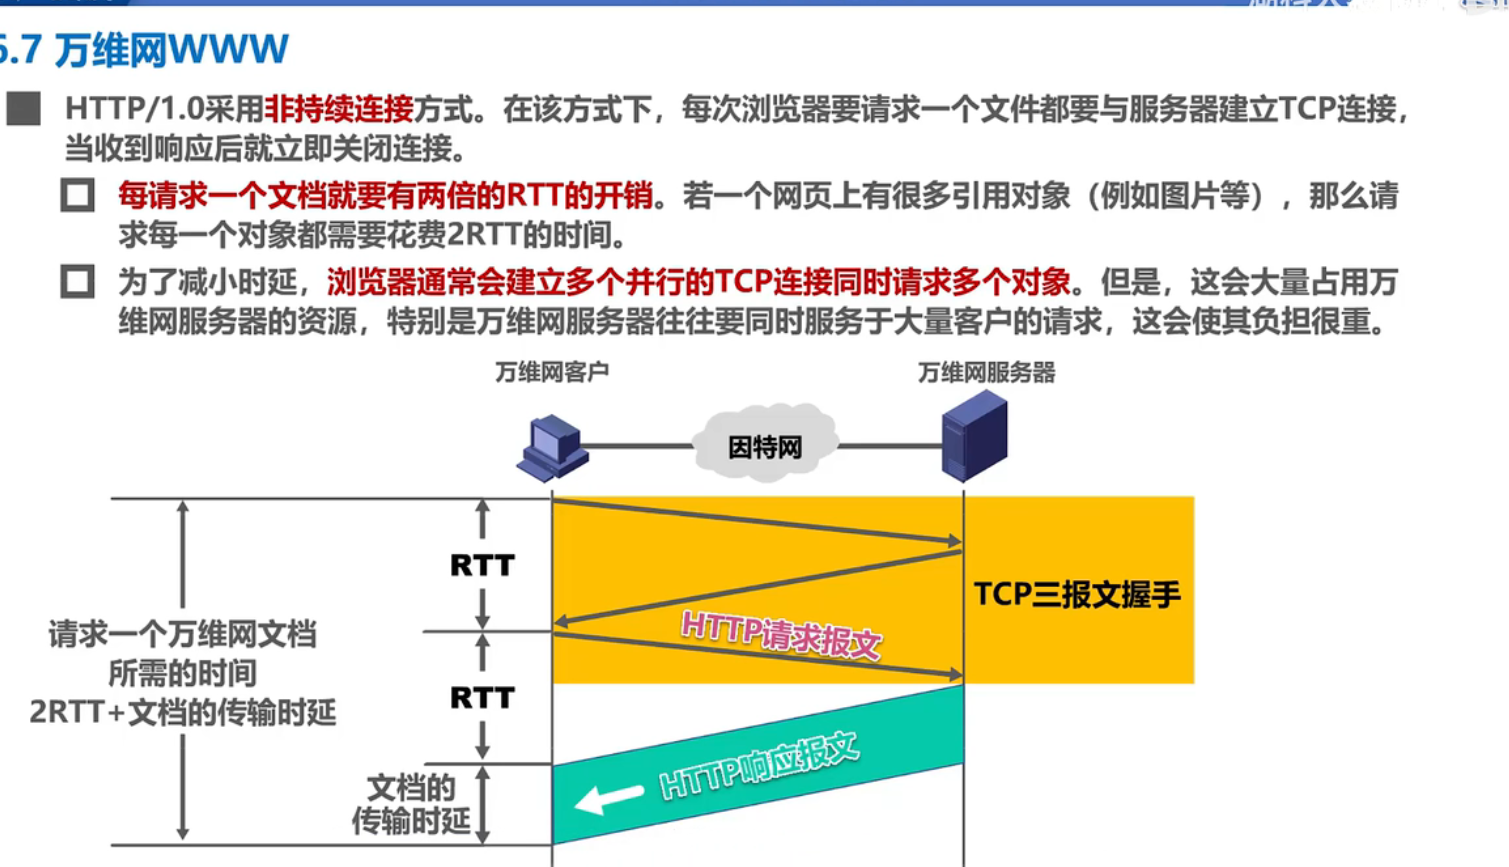 6.7 万维网WWW
HTTP/1.0采用非持续连接方式。在该方式下，每次浏览器要请求一个文件都要与服务器建立TCP连接，
当收到响应后就立即关闭连接。
每请求一个文档就要有两倍的RTT的开销。若一个网页上有很多引用对象（例如图片等），那么请
求每一个对象都需要花费2RTT的时间。
为了减小时延，浏览器通常会建立多个并行的TCP连接同时请求多个对象。但是，这会大量占用万
维网服务器的资源，特别是万维网服务器往往要同时服务于大量客户的请求，这会使其负担很重。
万维网客户
万维网服务器
因特网
RTT
TCP三报文握手
HTTP请求报文
请求一个万维网文档
所需的时间
2RTT+文档的传输时延
RTT
HTTP响应报文
文档的
传输时延